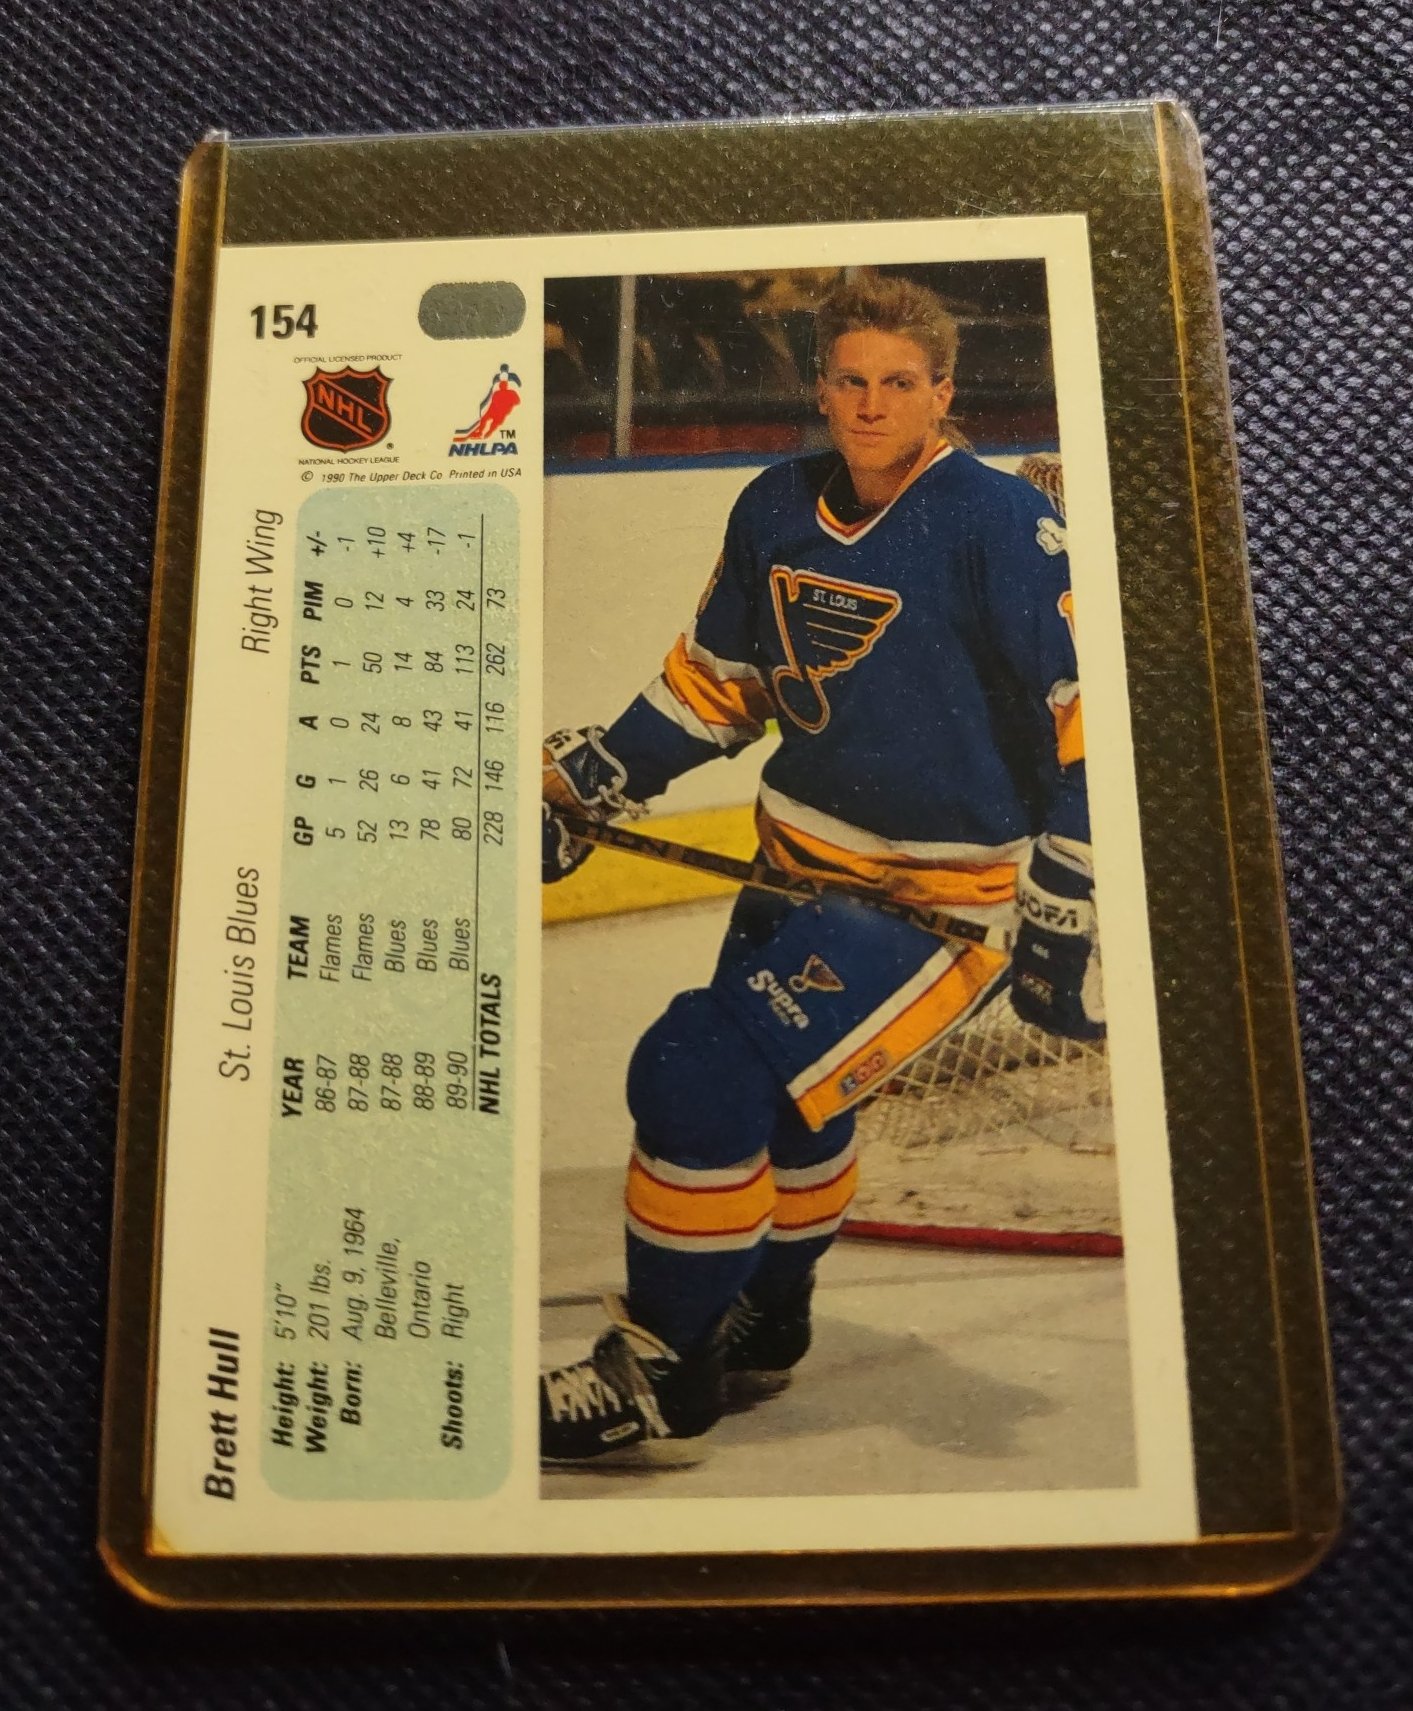 154
OFFICIAL LICENSED PRODUCT
NHL
®
NATIONAL HOCKEY LEAGUE
TM
NHLPA
© 1990 The Upper Deck Co Printed in USA
Brett Hull St. Louis Blues Right Wing
Height: 5'10"
Weight: 201 lbs.
Born: Aug. 9, 1964
Belleville,
Ontario
Shoots: Right
YEAR TEAM GP G A PTS PIM +/-
86-87 Flames 5 1 0 1 0 -1
87-88 Flames 52 26 24 50 12 +10
87-88 Blues 13 6 8 14 4 +4
88-89 Blues 78 41 43 84 33 -17
89-90 Blues 80 72 41 113 24 -1
NHL TOTALS 228 146 116 262 73
ST. LOUIS
Supra
JOFA